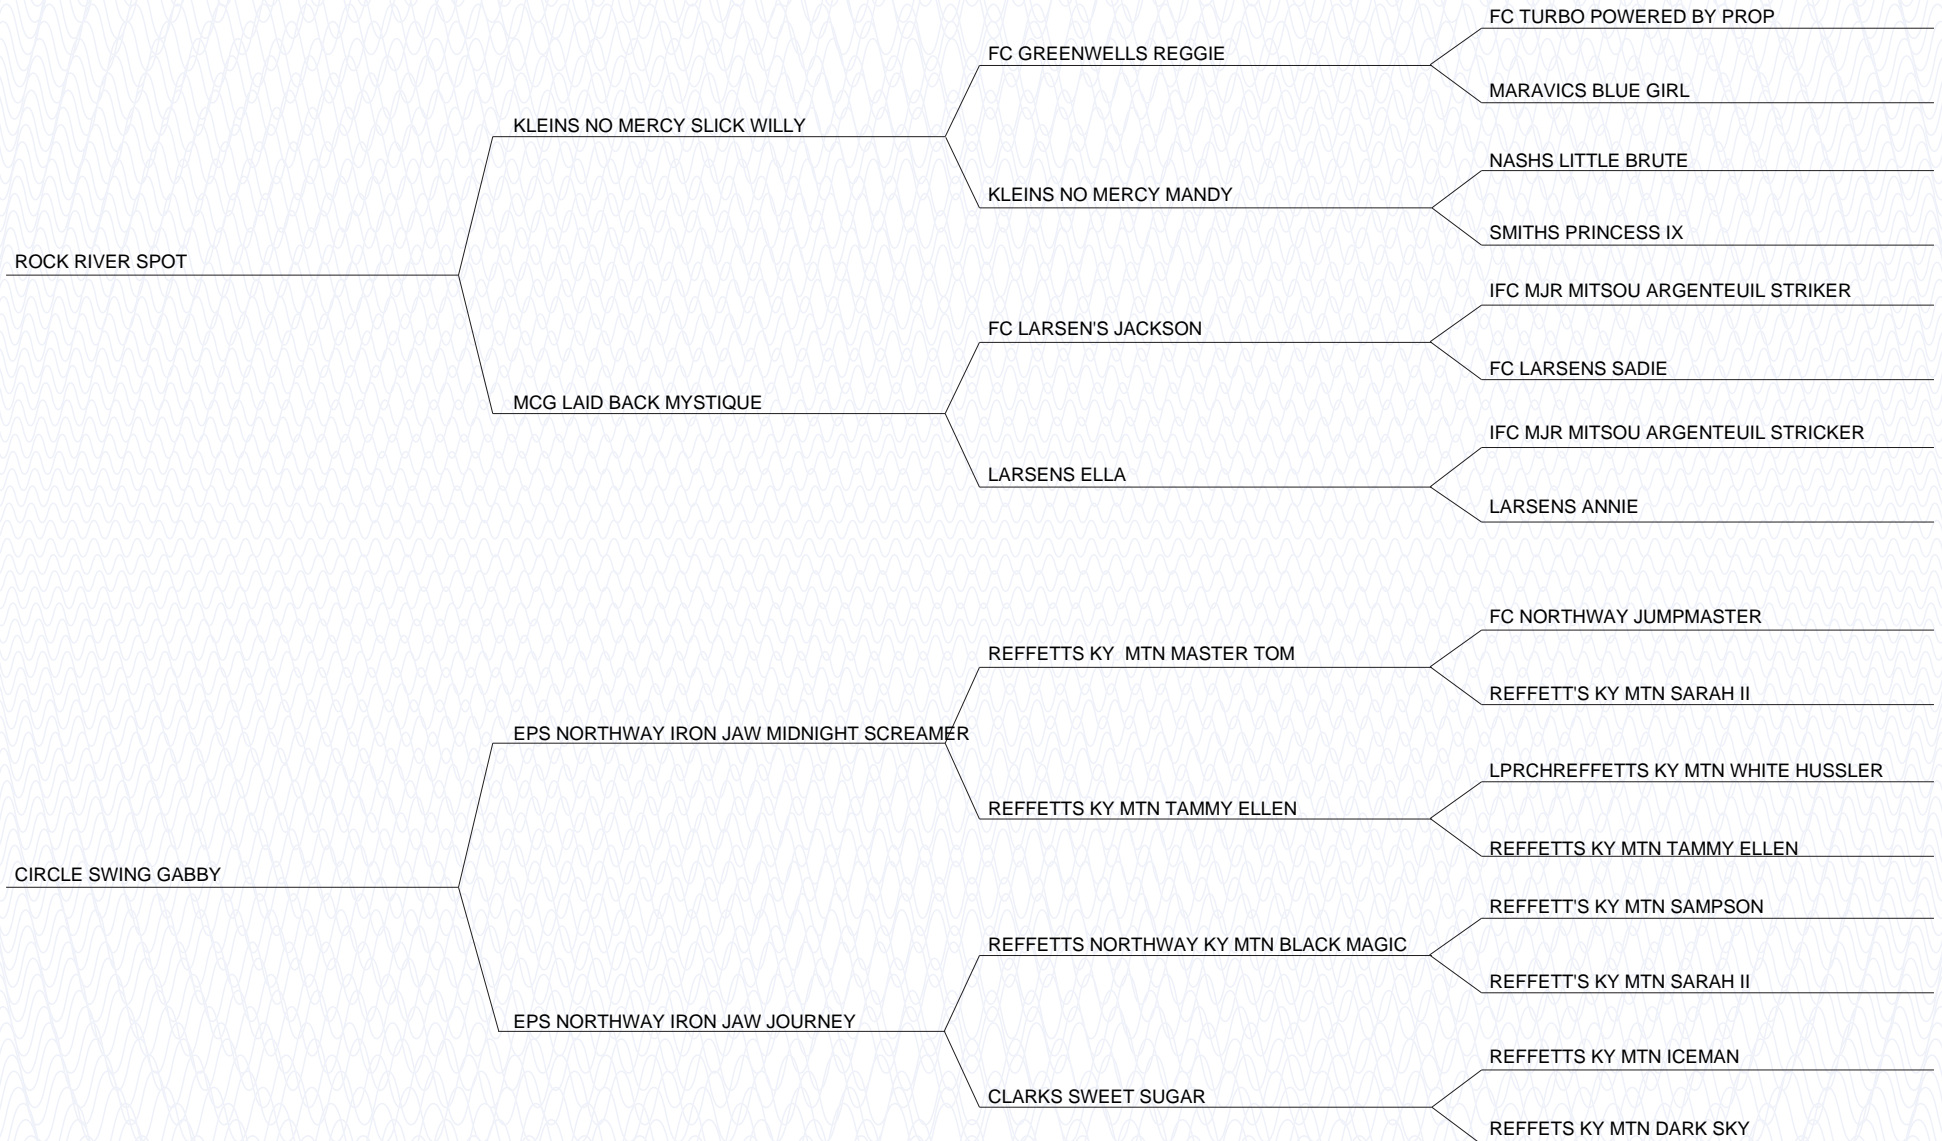 FC TURBO POWERED BY PROP
FC GREENWELLS REGGIE
MARAVICS BLUE GIRL
KLEINS NO MERCY SLICK WILLY
NASHS LITTLE BRUTE
KLEINS NO MERCY MANDY
SMITHS PRINCESS IX
ROCK RIVER SPOT
IFC MJR MITSOU ARGENTEUIL STRIKER
FC LARSEN'S JACKSON
FC LARSENS SADIE
MCG LAID BACK MYSTIQUE
IFC MJR MITSOU ARGENTEUIL STRICKER
LARSENS ELLA
LARSENS ANNIE
FC NORTHWAY JUMPMASTER
REFFETTS KY  MTN MASTER TOM
REFFETT'S KY MTN SARAH II
EPS NORTHWAY IRON JAW MIDNIGHT SCREAMER
LPRCHREFFETTS KY MTN WHITE HUSSLER
REFFETTS KY MTN TAMMY ELLEN
REFFETTS KY MTN TAMMY ELLEN
CIRCLE SWING GABBY
REFFETT'S KY MTN SAMPSON
REFFETTS NORTHWAY KY MTN BLACK MAGIC
REFFETT'S KY MTN SARAH II
EPS NORTHWAY IRON JAW JOURNEY
REFFETTS KY MTN ICEMAN
CLARKS SWEET SUGAR
REFFETS KY MTN DARK SKY